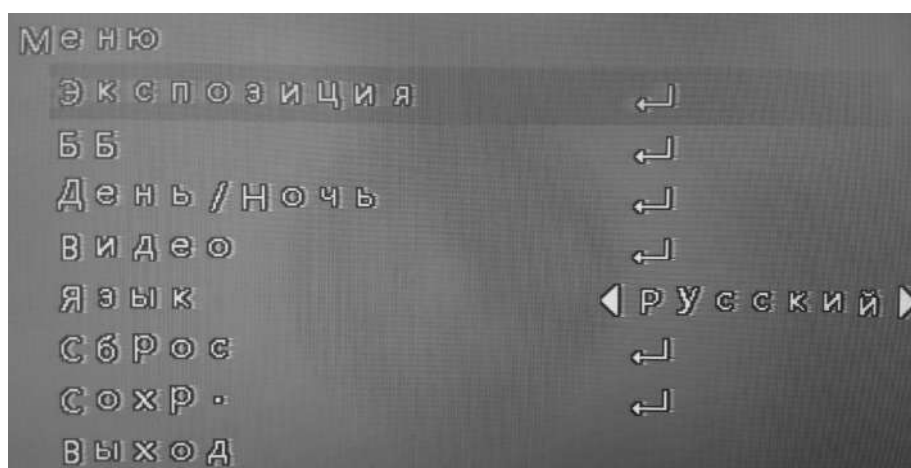 Меню
Экспозиция
ББ
День/Ночь
Видео
Язык Русский
Сброс
Сохр.
Выход